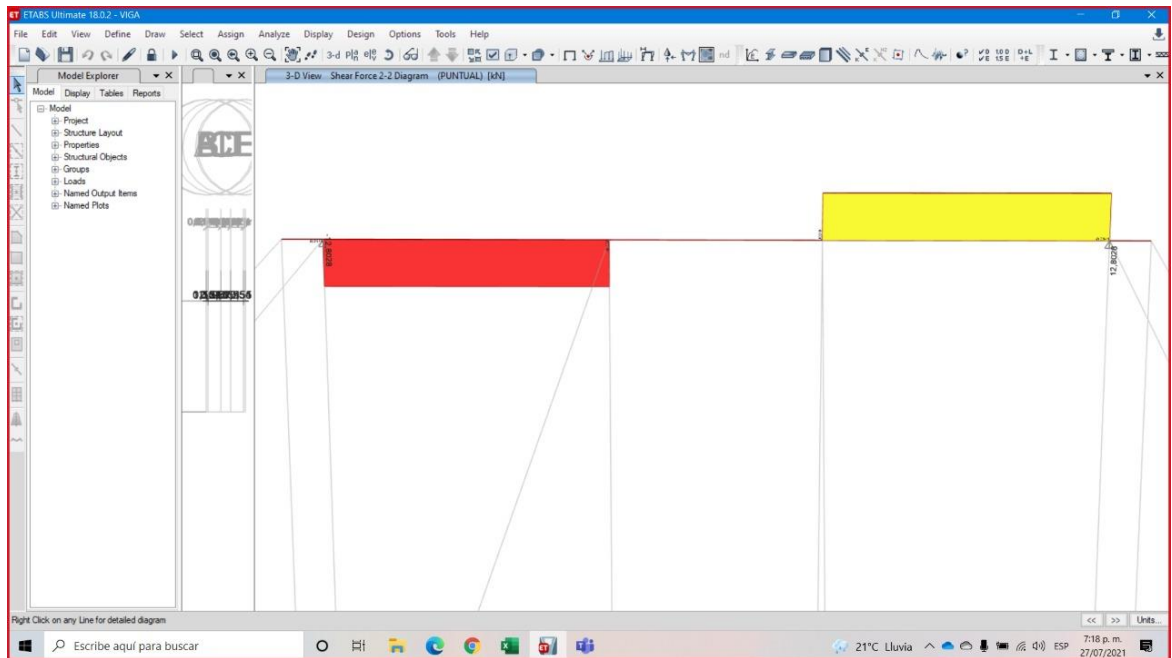 ETABS Ultimate 18.0.2 - VIGA
File Edit View Define Draw Select Assign Analyze Display Design Options Tools Help
3-d
nd
Model Explorer
3-D View Shear Force 2-2 Diagram (PUNTUAL) [kN]
Model Display Tables Reports
Model
Project
Structure Layout
Properties
Structural Objects
Groups
Loads
Named Output Items
Named Plots
-12,8028
12,8028
Right Click on any Line for detailed diagram
<< >> Units...
Escribe aquí para buscar
21°C Lluvia
ESP
7:18 p. m.
27/07/2021